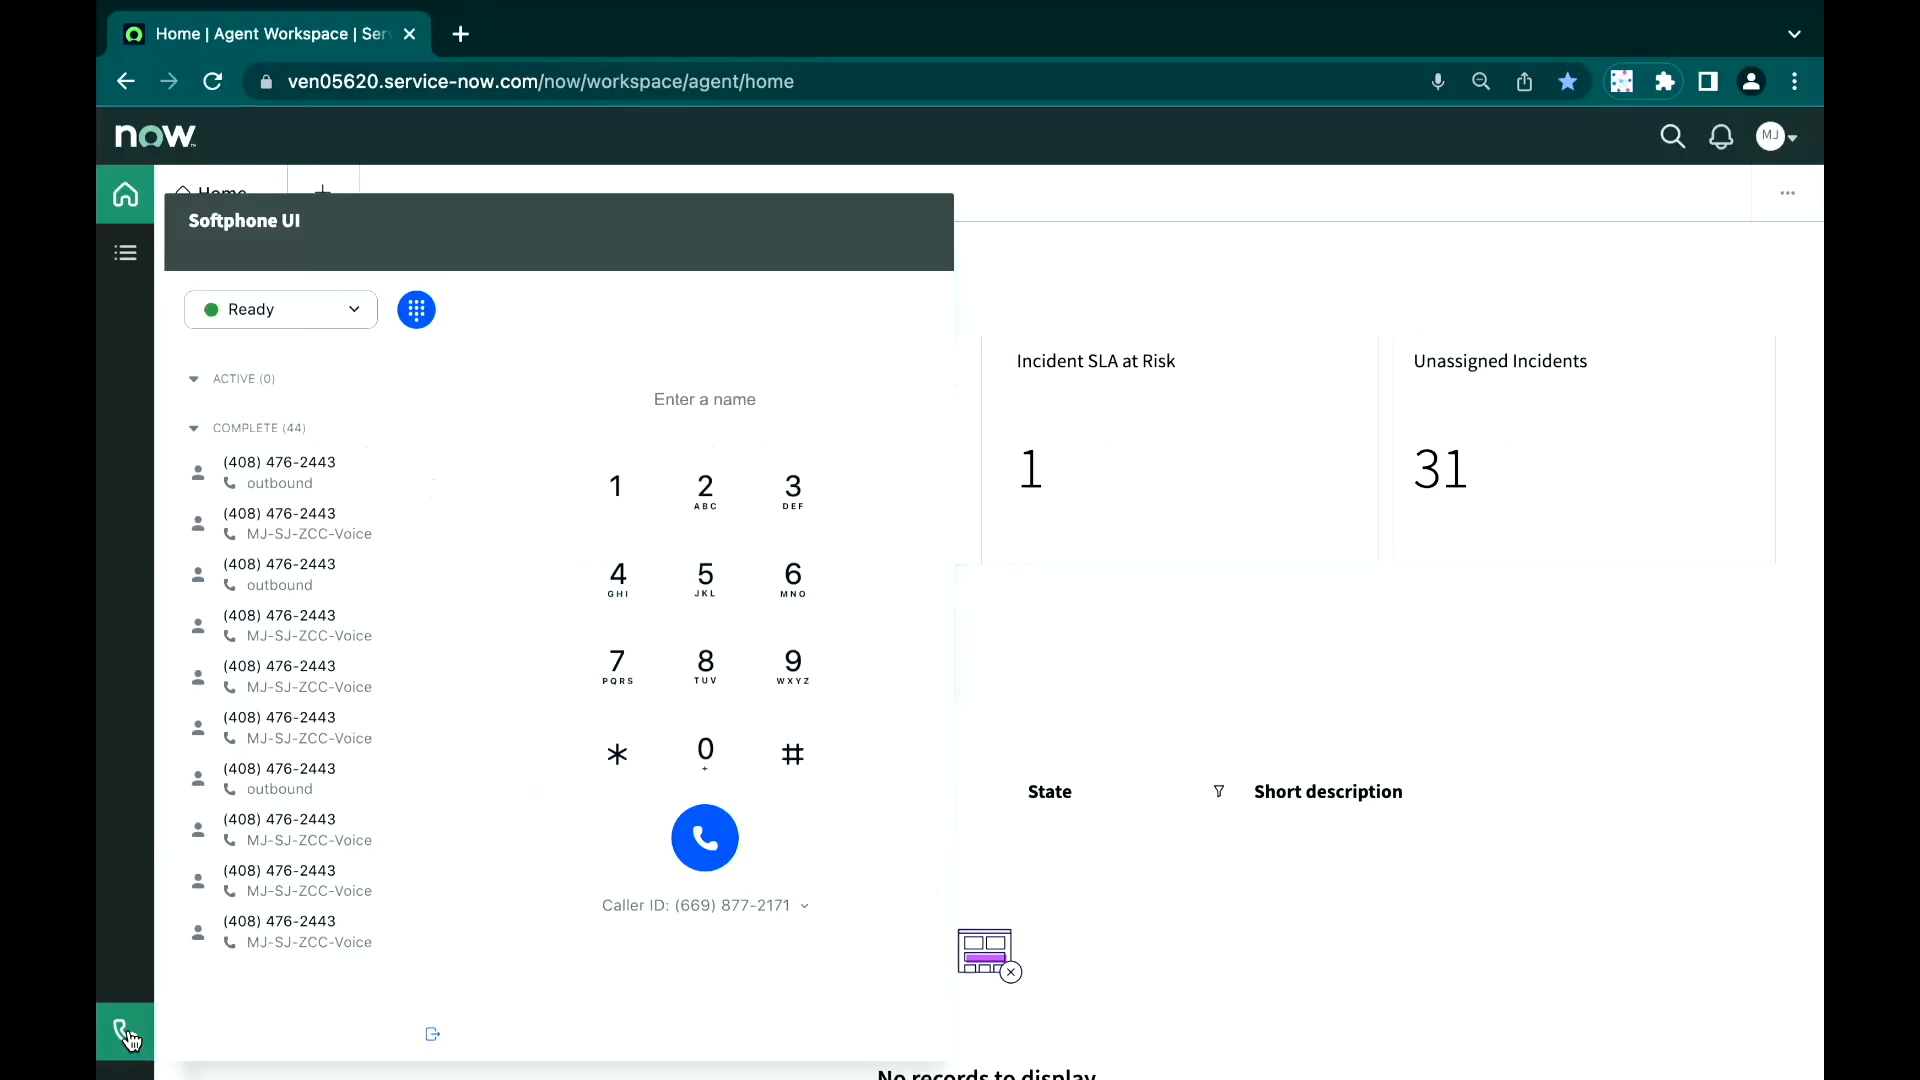 Home | Agent Workspace | Ser
ven05620.service-now.com/now/workspace/agent/home
now
MJ
Home
Softphone UI
Ready
ACTIVE (0)
COMPLETE (44)
(408) 476-2443
outbound
(408) 476-2443
MJ-SJ-ZCC-Voice
(408) 476-2443
outbound
(408) 476-2443
MJ-SJ-ZCC-Voice
(408) 476-2443
MJ-SJ-ZCC-Voice
(408) 476-2443
MJ-SJ-ZCC-Voice
(408) 476-2443
outbound
(408) 476-2443
MJ-SJ-ZCC-Voice
(408) 476-2443
MJ-SJ-ZCC-Voice
(408) 476-2443
MJ-SJ-ZCC-Voice
Enter a name
1 2 3
ABC DEF
4 5 6
GHI JKL MNO
7 8 9
PQRS TUV WXYZ
* 0 #
+
Caller ID: (669) 877-2171
Incident SLA at Risk
1
Unassigned Incidents
31
State Short description
No records to display